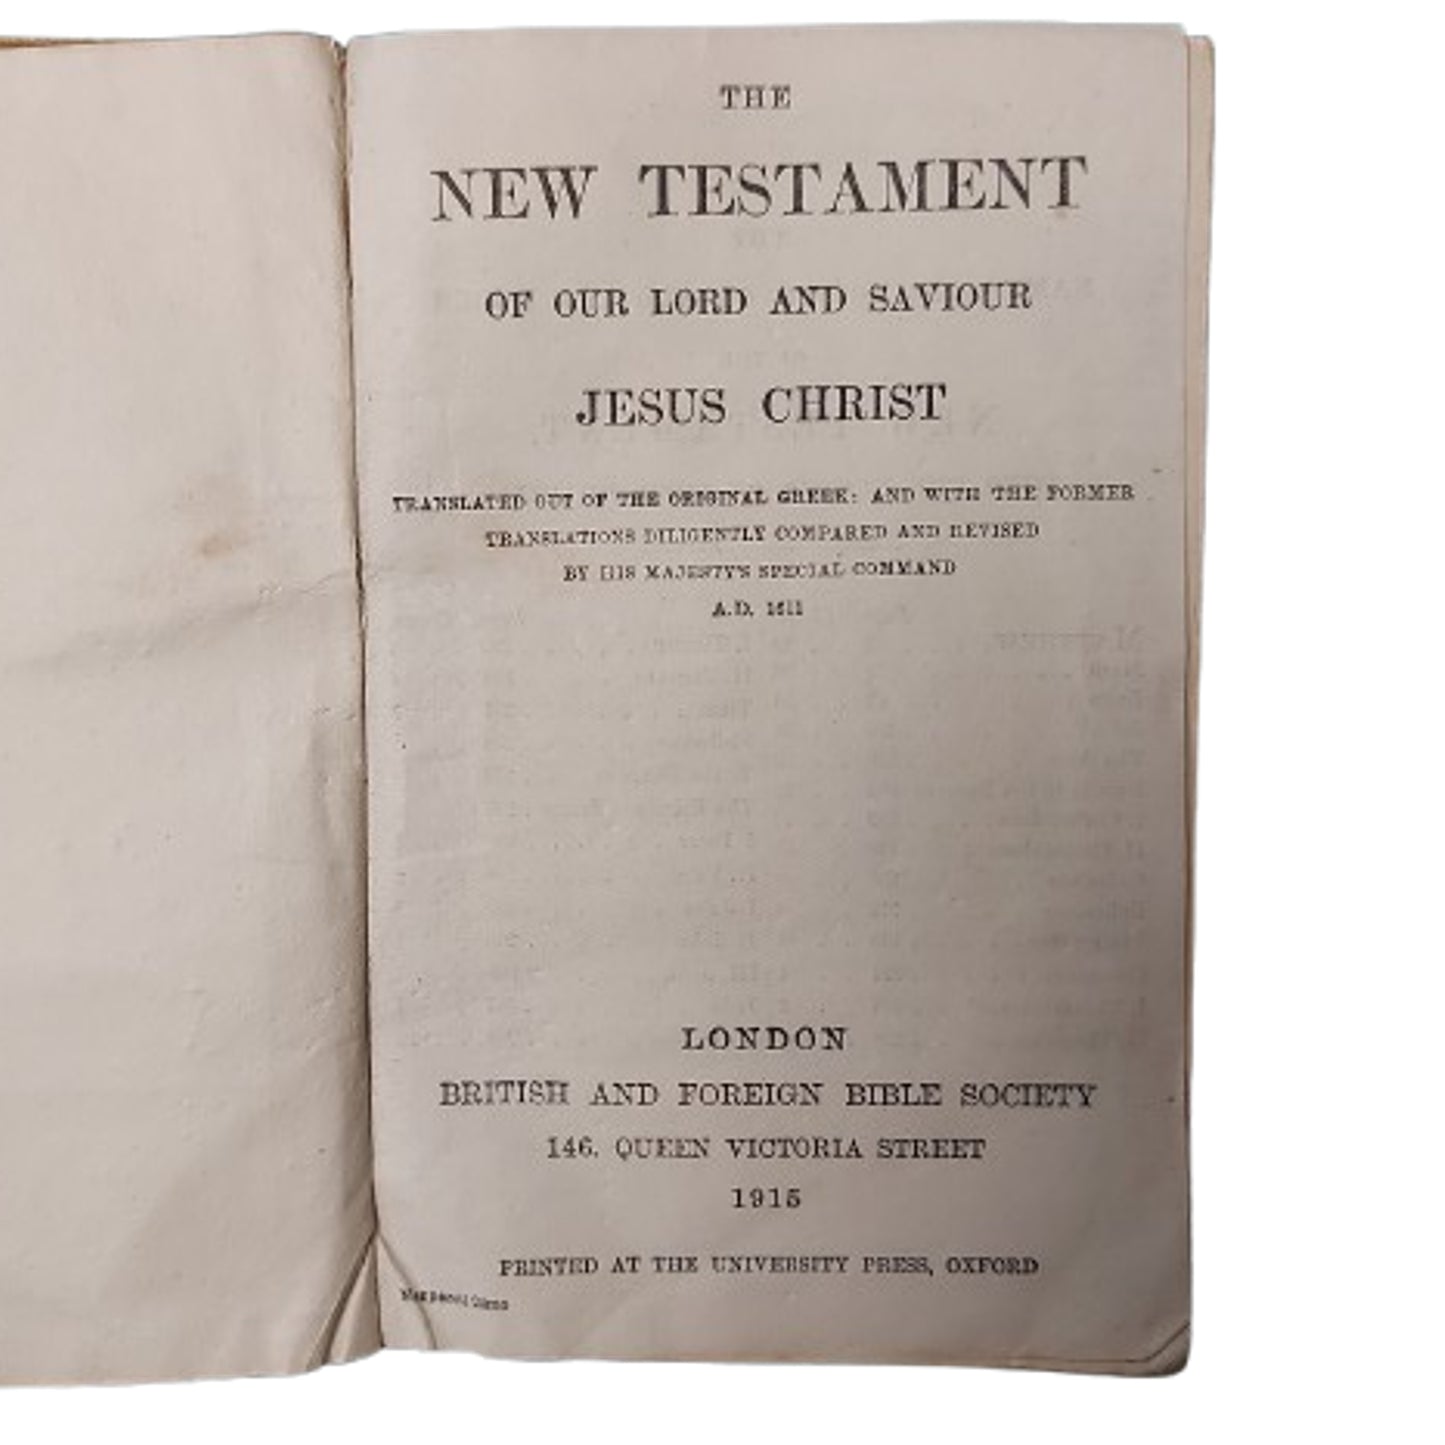 THE
NEW TESTAMENT
OF OUR LORD AND SAVIOUR
JESUS CHRIST
TRANSLATED OUT OF THE ORIGINAL GREEK: AND WITH THE FORMER
TRANSLATIONS DILIGENTLY COMPARED AND REVISED
BY HIS MAJESTY'S SPECIAL COMMAND
A.D. 1611
LONDON
BRITISH AND FOREIGN BIBLE SOCIETY
146, QUEEN VICTORIA STREET
1915
PRINTED AT THE UNIVERSITY PRESS, OXFORD